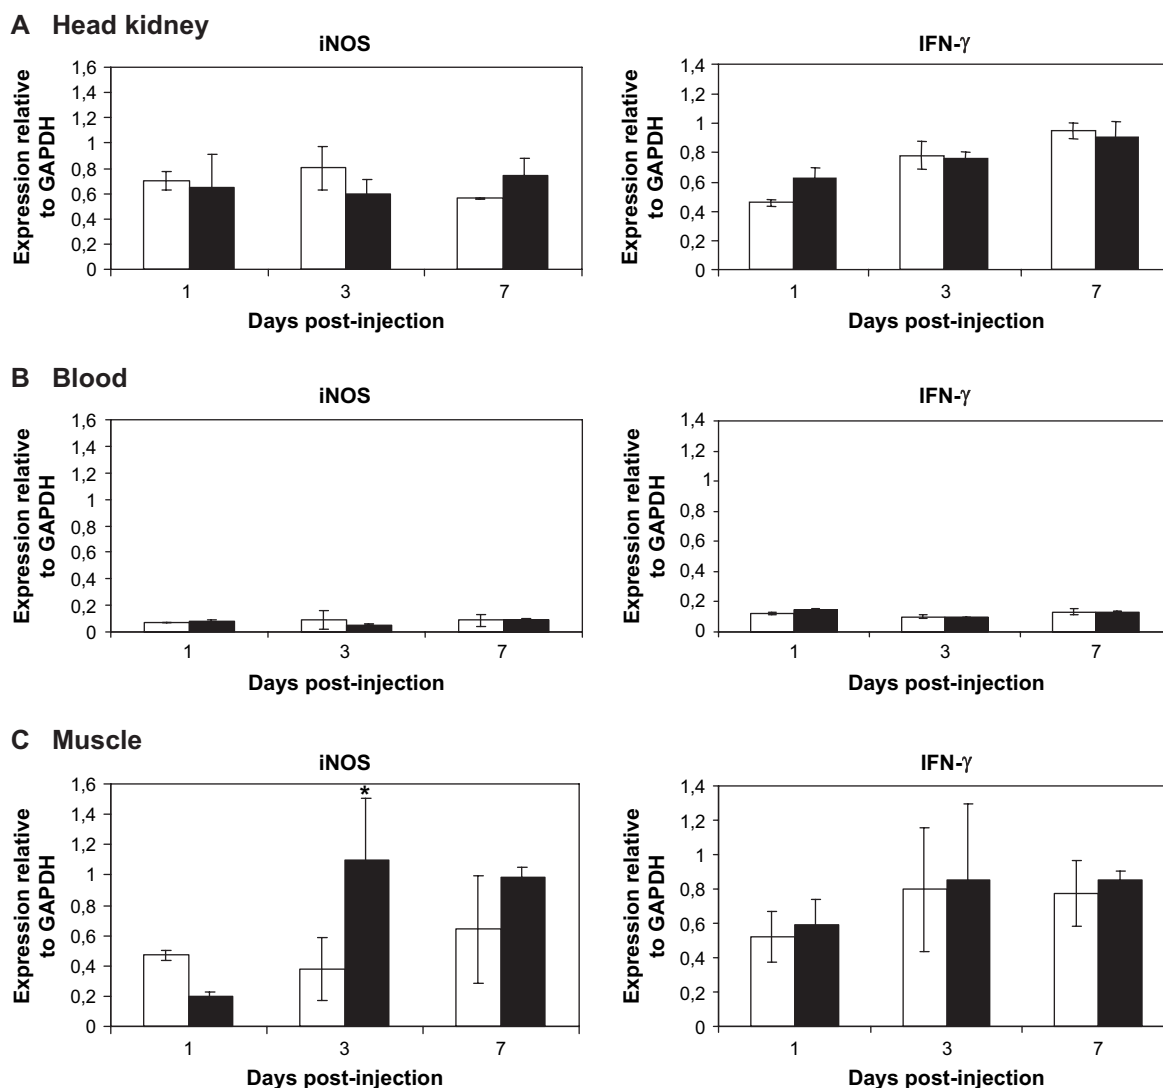 A Head kidney
iNOS
Expression relative
to GAPDH
1,6
1,4
1,2
1
0,8
0,6
0,4
0,2
0
1 3 7
Days post-injection
IFN-γ
Expression relative
to GAPDH
1,4
1,2
1
0,8
0,6
0,4
0,2
0
1 3 7
Days post-injection
B Blood
iNOS
Expression relative
to GAPDH
1,6
1,4
1,2
1
0,8
0,6
0,4
0,2
0
1 3 7
Days post-injection
IFN-γ
Expression relative
to GAPDH
1,4
1,2
1
0,8
0,6
0,4
0,2
0
1 3 7
Days post-injection
C Muscle
iNOS
Expression relative
to GAPDH
1,6
1,4
1,2
1
0,8
0,6
0,4
0,2
0
*
1 3 7
Days post-injection
IFN-γ
Expression relative
to GAPDH
1,4
1,2
1
0,8
0,6
0,4
0,2
0
1 3 7
Days post-injection